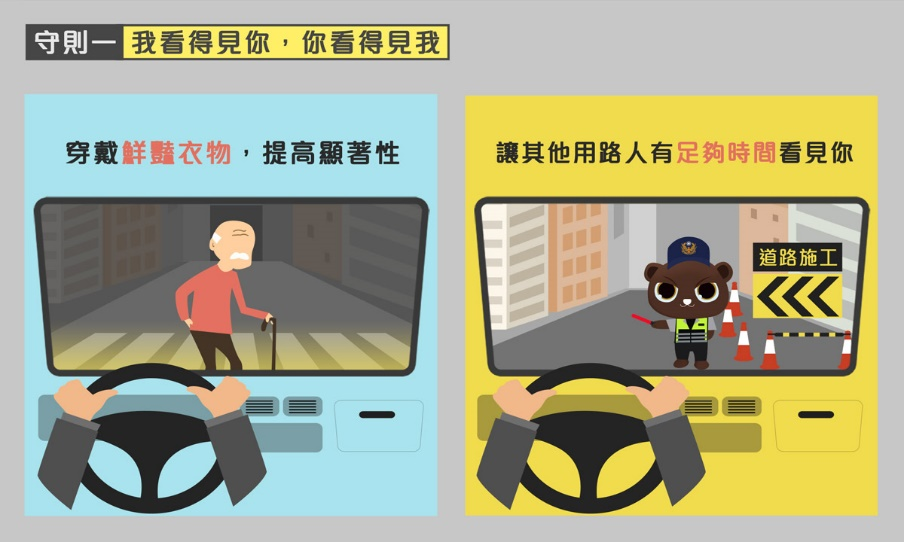 守則一 我看得見你，你看得見我
穿戴鮮豔衣物，提高顯著性
讓其他用路人有足夠時間看見你
道路施工